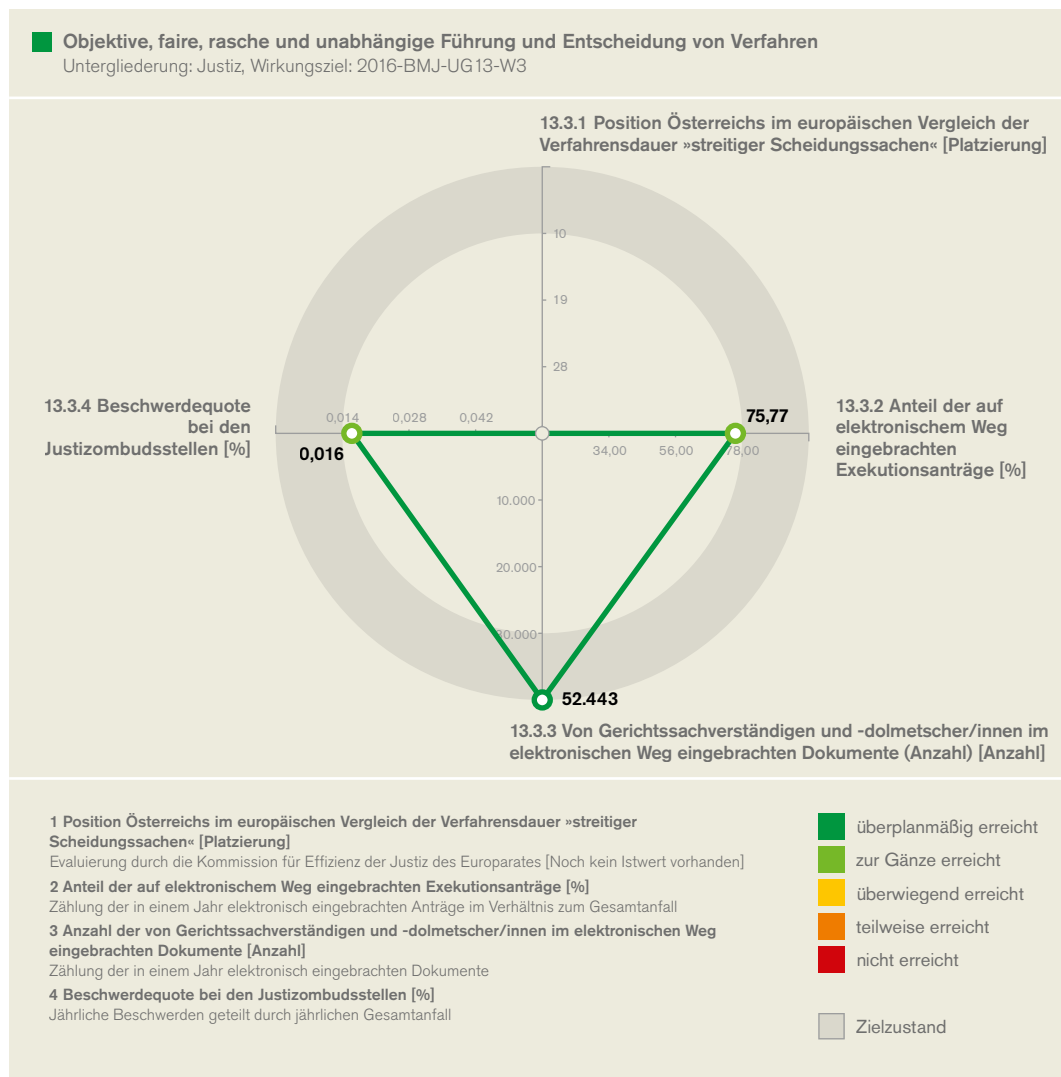 Objektive, faire, rasche und unabhängige Führung und Entscheidung von Verfahren
Untergliederung: Justiz, Wirkungsziel: 2016-BMJ-UG13-W3
13.3.1 Position Österreichs im europäischen Vergleich der
Verfahrensdauer »streitiger Scheidungssachen« [Platzierung]
10
19
28
13.3.4 Beschwerdequote
bei den
Justizombudsstellen [%]
0,014
0,028
0,042
0,016
75,77
34,00
56,00
78,00
13.3.2 Anteil der auf
elektronischem Weg
eingebrachten
Exekutionsanträge [%]
10.000
20.000
30.000
52.443
13.3.3 Von Gerichtssachverständigen und -dolmetscher/innen im
elektronischen Weg eingebrachten Dokumente (Anzahl) [Anzahl]
1 Position Österreichs im europäischen Vergleich der Verfahrensdauer »streitiger
Scheidungssachen« [Platzierung]
Evaluierung durch die Kommission für Effizienz der Justiz des Europarates [Noch kein Istwert vorhanden]
2 Anteil der auf elektronischem Weg eingebrachten Exekutionsanträge [%]
Zählung der in einem Jahr elektronisch eingebrachten Anträge im Verhältnis zum Gesamtanfall
3 Anzahl der von Gerichtssachverständigen und -dolmetscher/innen im elektronischen Weg
eingebrachten Dokumente [Anzahl]
Zählung der in einem Jahr elektronisch eingebrachten Dokumente
4 Beschwerdequote bei den Justizombudsstellen [%]
Jährliche Beschwerden geteilt durch jährlichen Gesamtanfall
überplanmäßig erreicht
zur Gänze erreicht
überwiegend erreicht
teilweise erreicht
nicht erreicht
Zielzustand